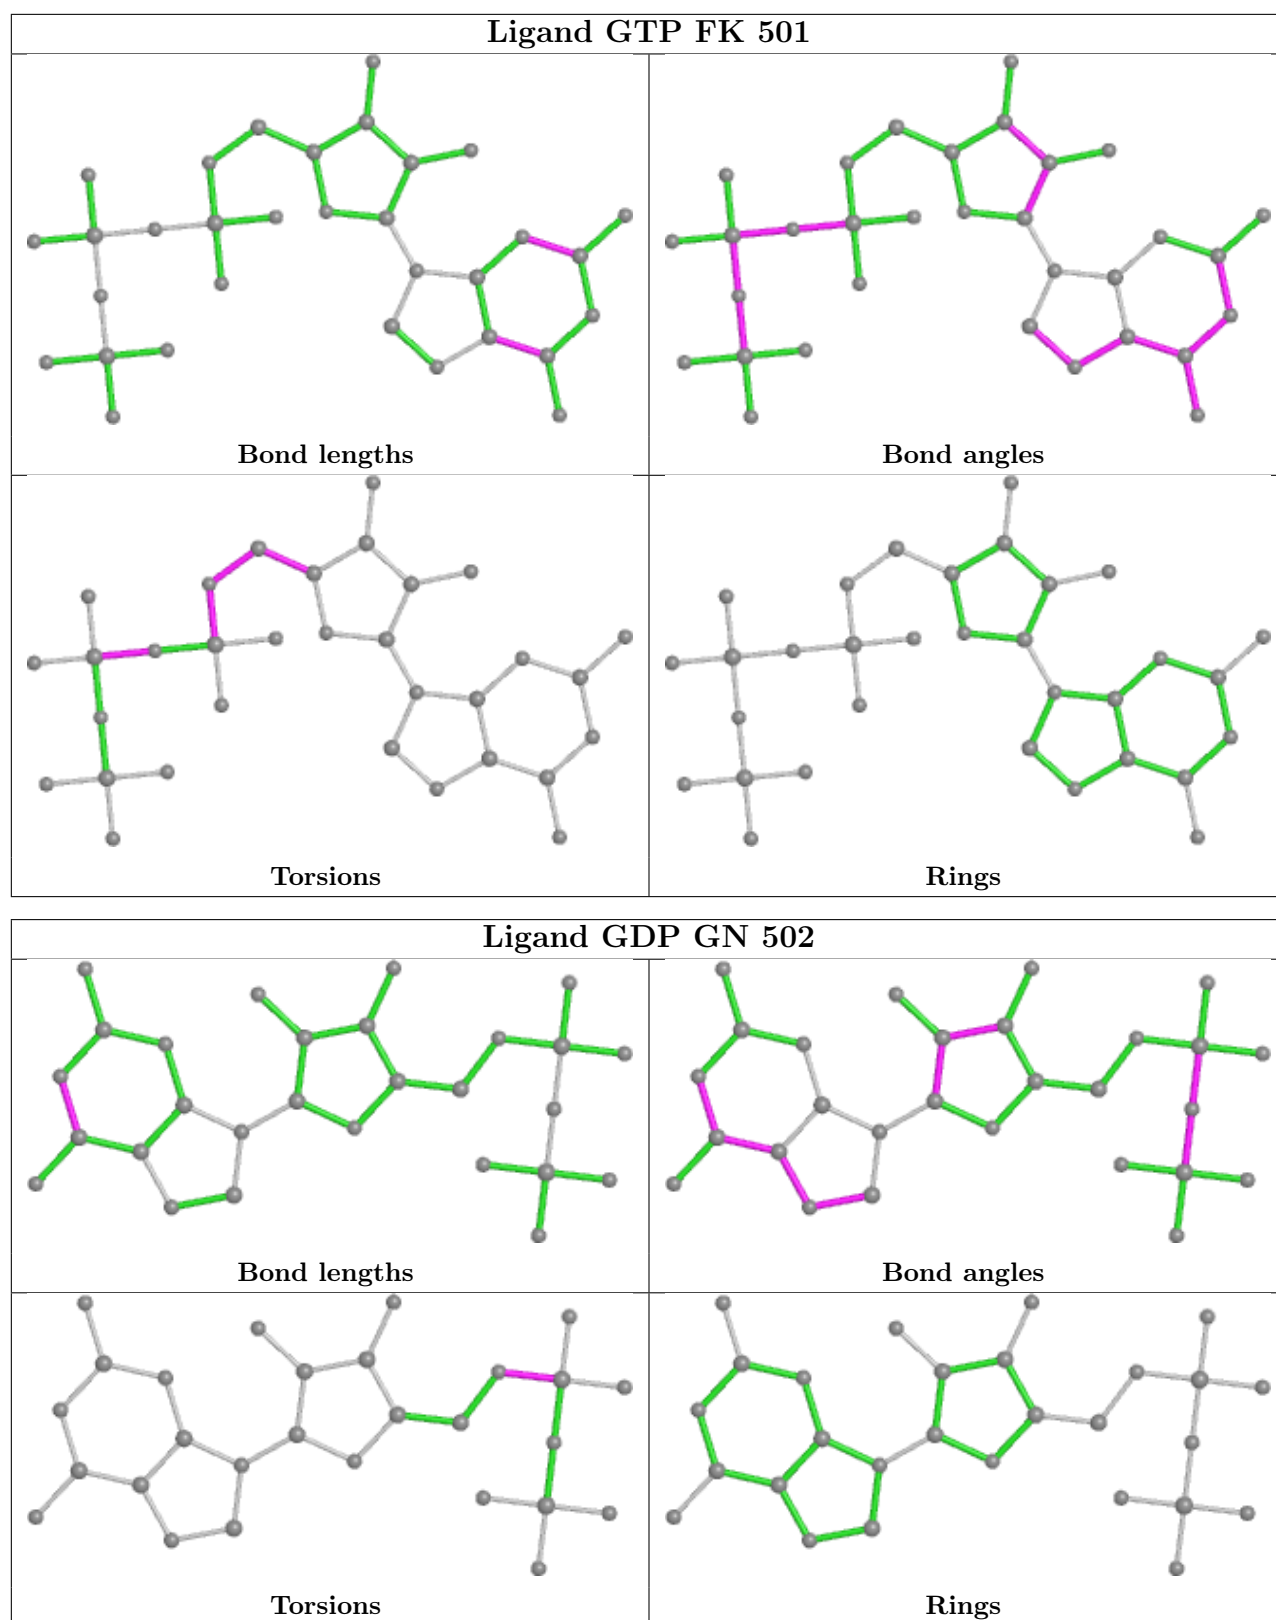 Ligand GTP FK 501
Bond lengths
Bond angles
Torsions
Rings
Ligand GDP GN 502
Bond lengths
Bond angles
Torsions
Rings